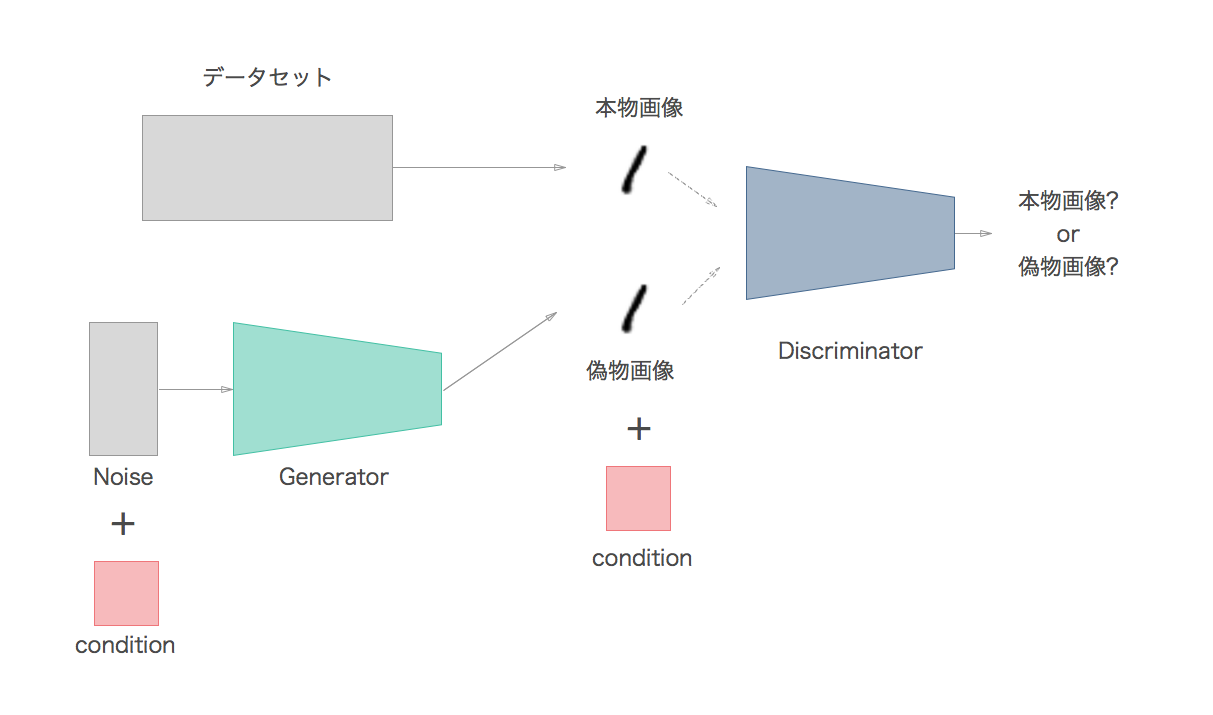 データセット
本物画像
本物画像?
or
偽物画像?
Discriminator
偽物画像
+
condition
Noise
Generator
+
condition